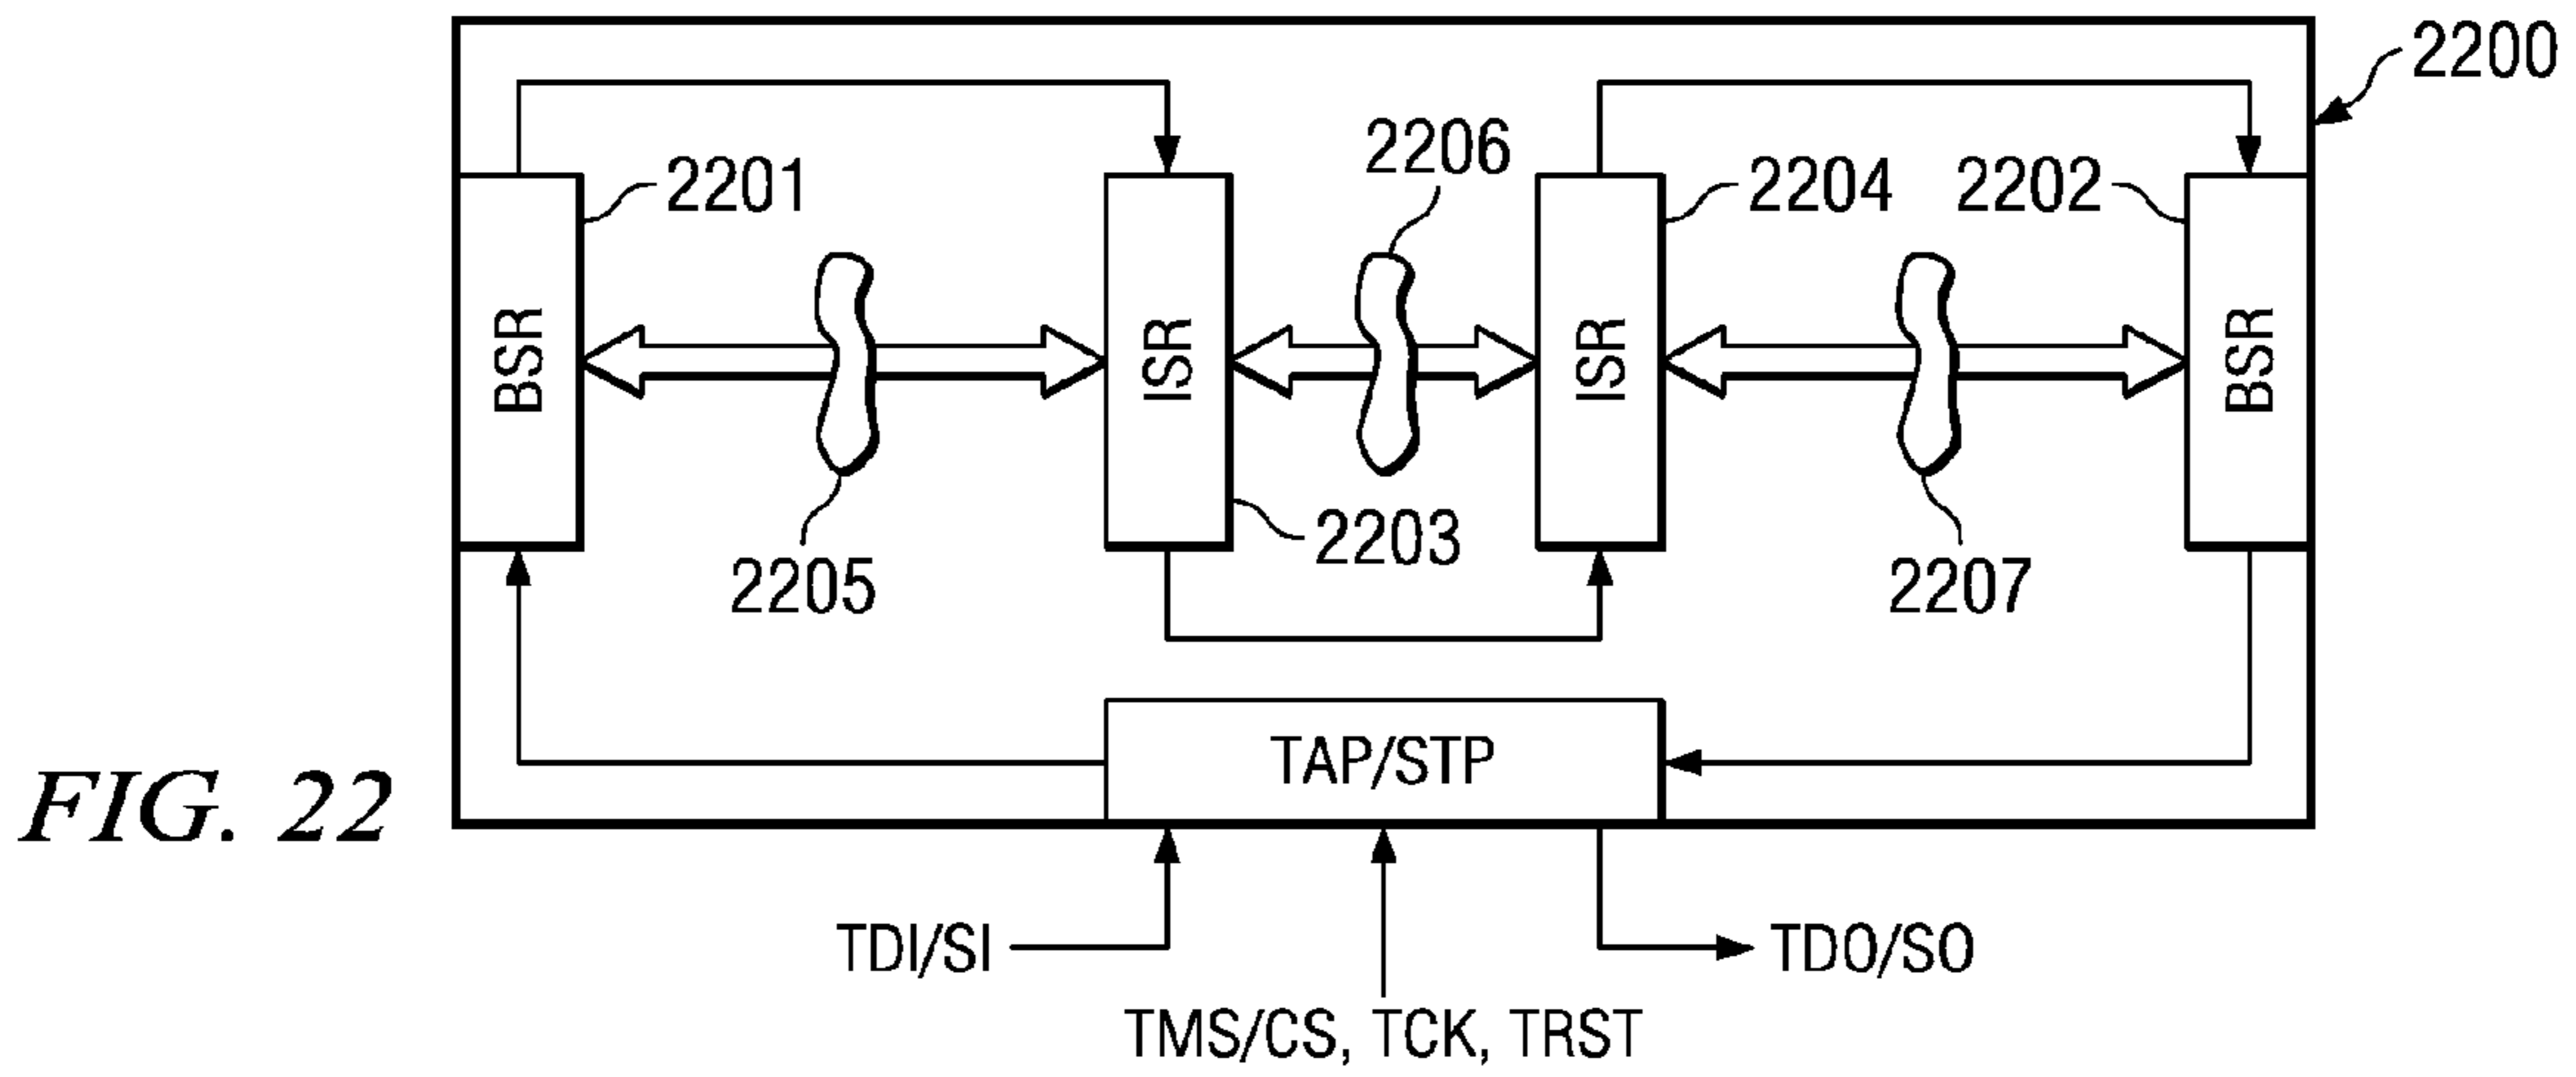 2200
2206
2201
2204
2202
BSR
ISR
ISR
BSR
2203
2205
2207
TAP/STP
FIG. 22
TDI/SI
TDO/SO
TMS/CS, TCK, TRST